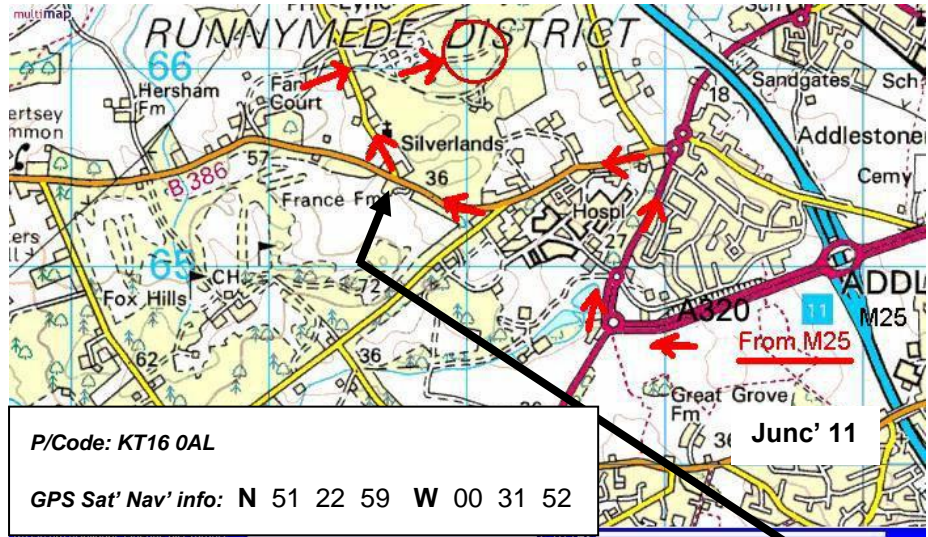 multimap
RUNNYMEDE DISTRICT
66
Hersham
Fm
Court
ertsey
mmon
Silverlands
18
Sandgates
Sch
Addlestone
Cemy
57
B 386
36
France Fm
Hospl
27
65
CH
72
Fox Hills
62
36
A320
11
M25
ADDL
From M25
Great Grove
Fm
36
Junc’ 11
P/Code: KT16 0AL
GPS Sat’ Nav’ info: N 51 22 59 W 00 31 52